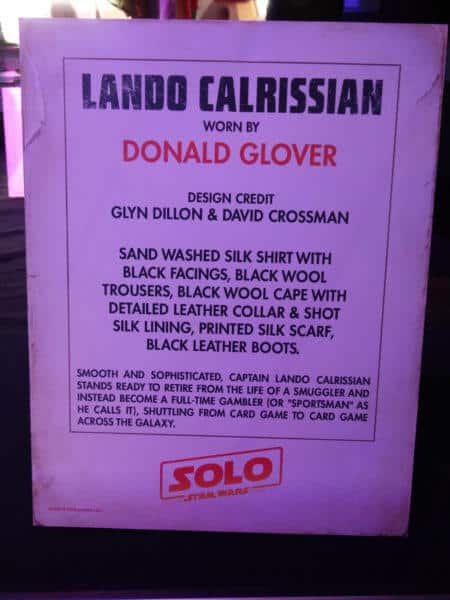 LANDO CALRISSIAN
WORN BY
DONALD GLOVER
DESIGN CREDIT
GLYN DILLON & DAVID CROSSMAN
SAND WASHED SILK SHIRT WITH
BLACK FACINGS, BLACK WOOL
TROUSERS, BLACK WOOL CAPE WITH
DETAILED LEATHER COLLAR & SHOT
SILK LINING, PRINTED SILK SCARF,
BLACK LEATHER BOOTS.
SMOOTH AND SOPHISTICATED, CAPTAIN LANDO CALRISSIAN
STANDS READY TO RETIRE FROM THE LIFE OF A SMUGGLER AND
INSTEAD BECOME A FULL-TIME GAMBLER (OR "SPORTSMAN" AS
HE CALLS IT), SHUTTLING FROM CARD GAME TO CARD GAME
ACROSS THE GALAXY.
SOLO
STAR WARS